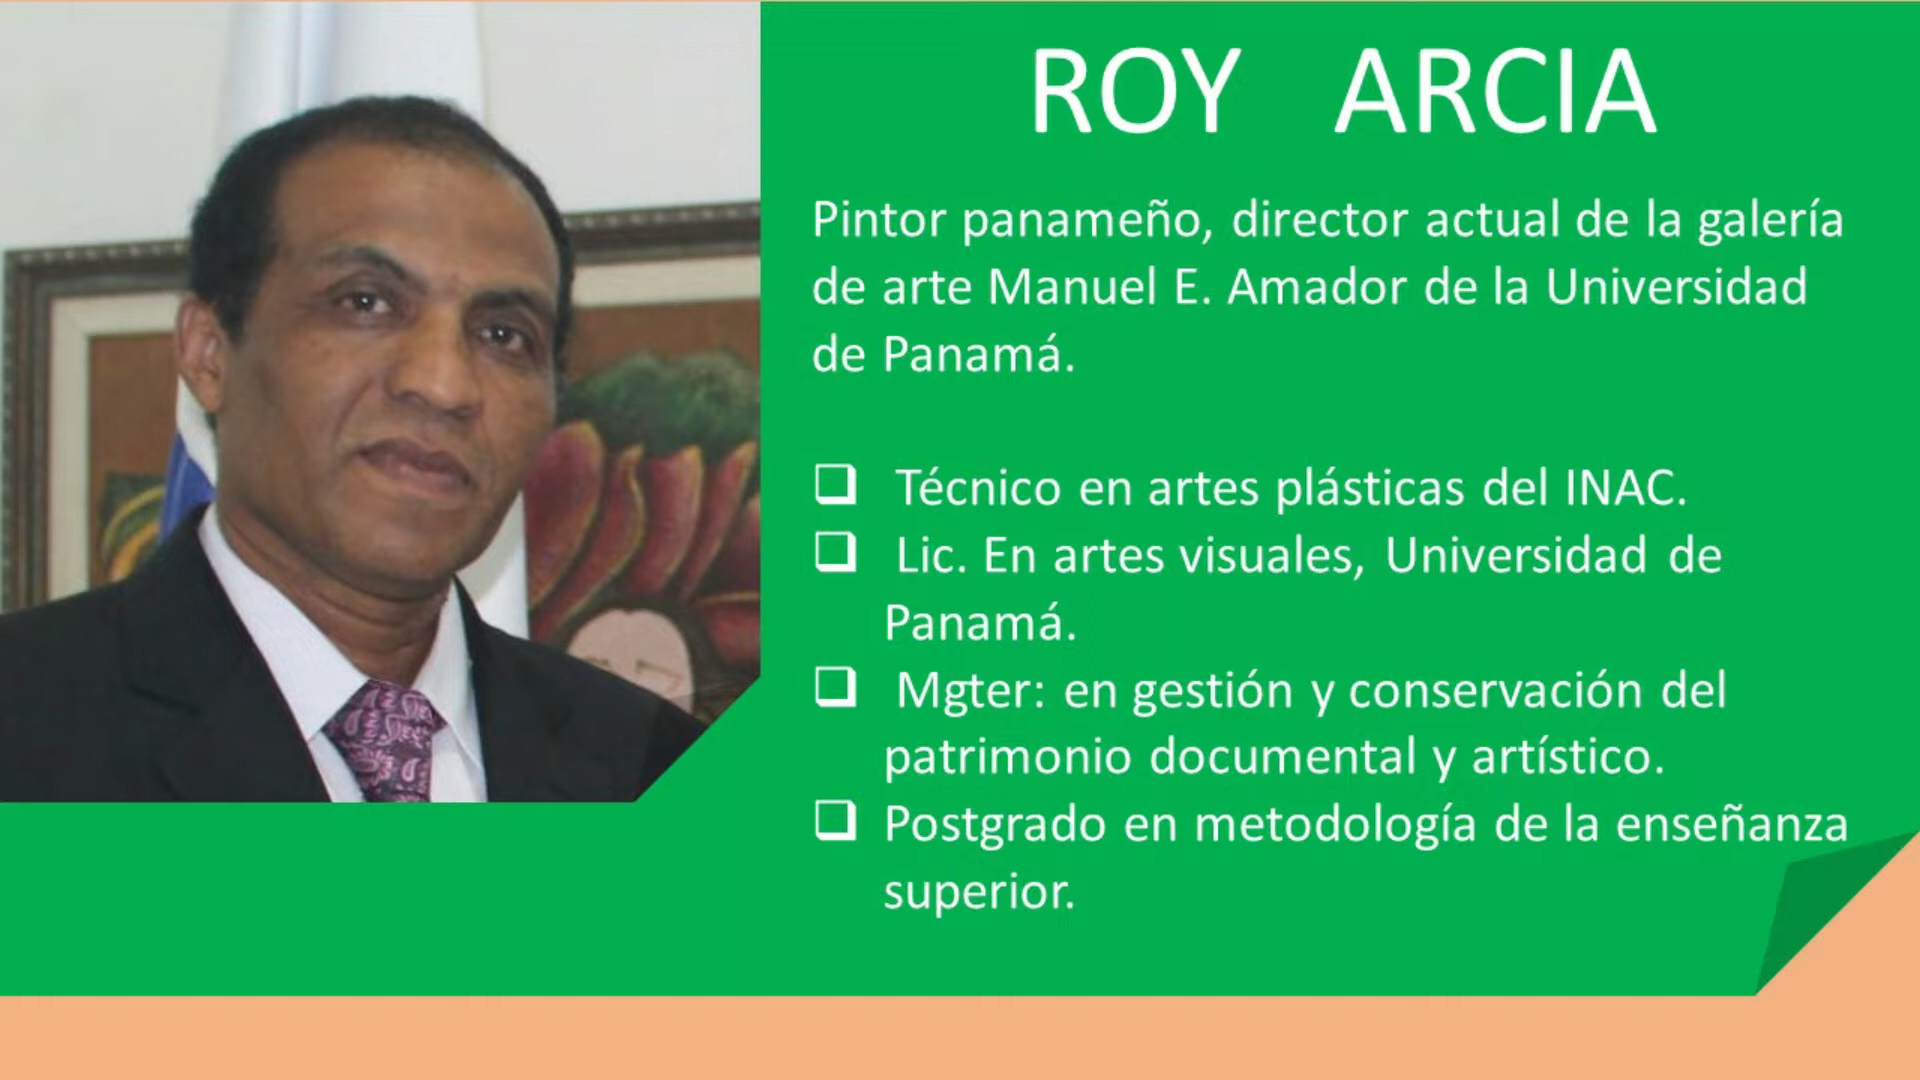 ROY ARCIA
Pintor panameño, director actual de la galería
de arte Manuel E. Amador de la Universidad
de Panamá.
❑ Técnico en artes plásticas del INAC.
❑ Lic. En artes visuales, Universidad de
Panamá.
❑ Mgter: en gestión y conservación del
patrimonio documental y artístico.
❑ Postgrado en metodología de la enseñanza
superior.